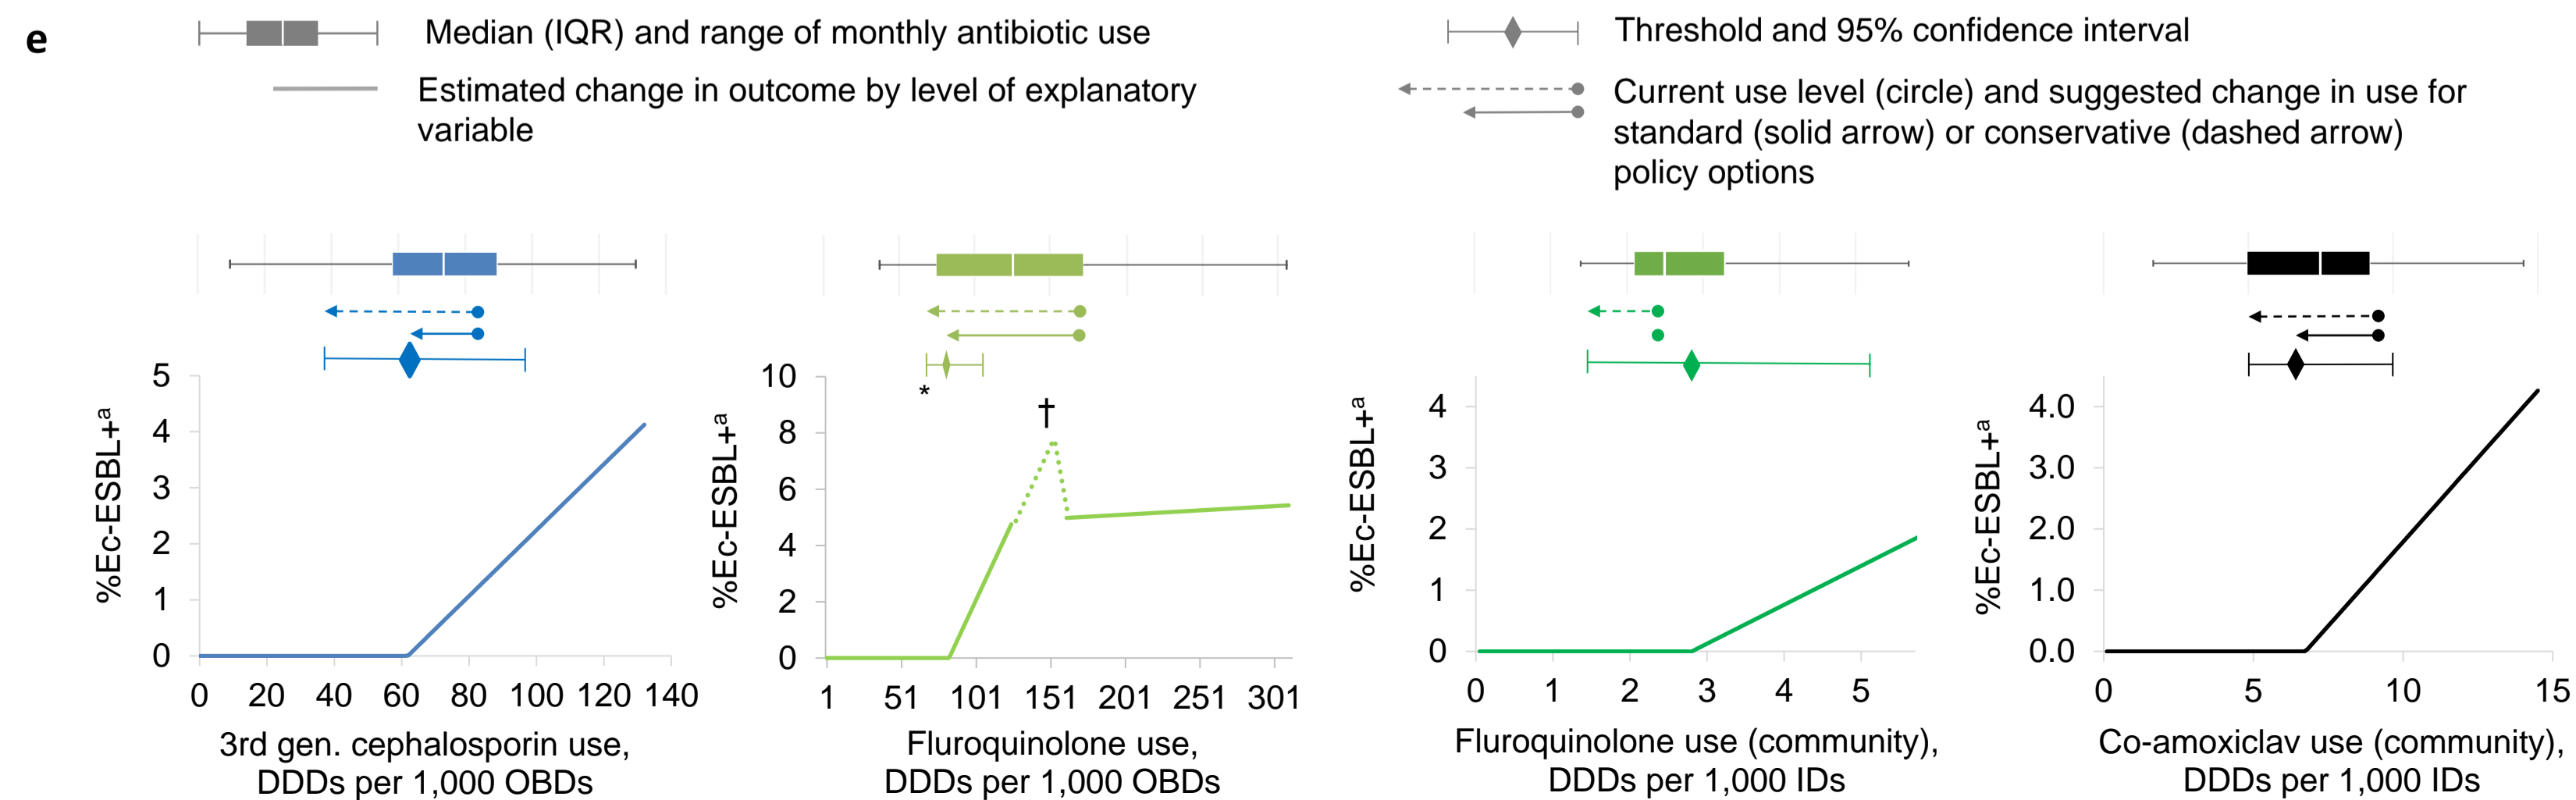 e
Median (IQR) and range of monthly antibiotic use
Estimated change in outcome by level of explanatory
variable
Threshold and 95% confidence interval
Current use level (circle) and suggested change in use for
standard (solid arrow) or conservative (dashed arrow)
policy options
%Ec-ESBL+a
5
4
3
2
1
0
0 20 40 60 80 100 120 140
3rd gen. cephalosporin use,
DDDs per 1,000 OBDs
%Ec-ESBL+a
10
8
6
4
2
0
*
†
1 51 101 151 201 251 301
Fluroquinolone use,
DDDs per 1,000 OBDs
%Ec-ESBL+a
4
3
2
1
0
0 1 2 3 4 5
Fluroquinolone use (community),
DDDs per 1,000 IDs
%Ec-ESBL+a
4.0
3.0
2.0
1.0
0.0
0 5 10 15
Co-amoxiclav use (community),
DDDs per 1,000 IDs